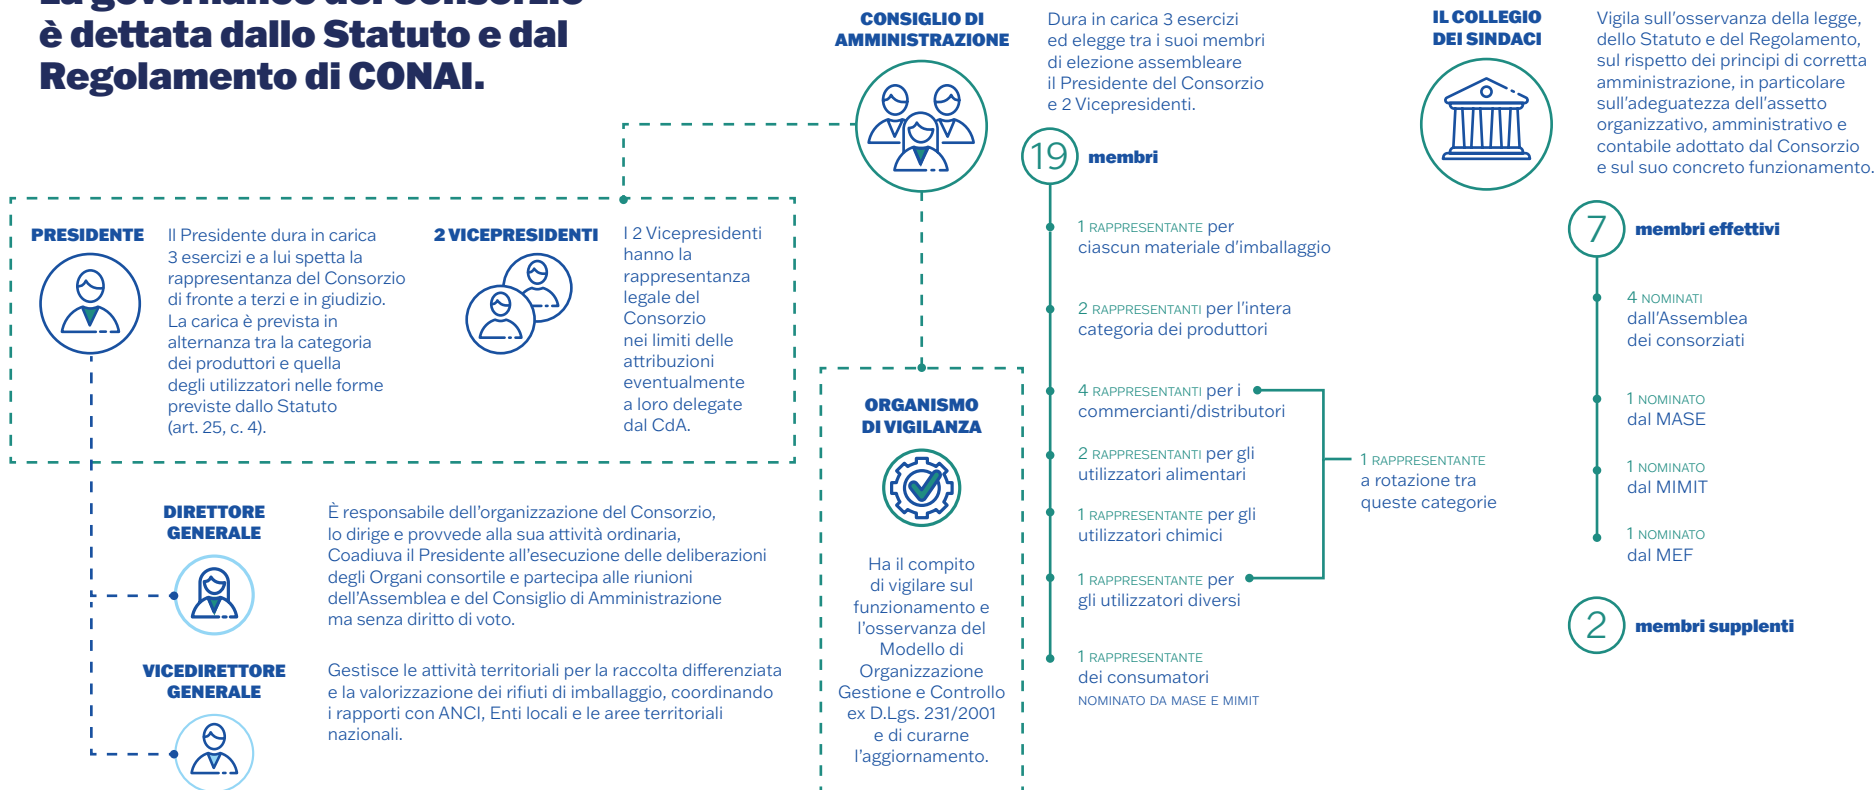 La governance del Consorzio
è dettata dallo Statuto e dal
Regolamento di CONAI.
PRESIDENTE
Il Presidente dura in carica
3 esercizi e a lui spetta la
rappresentanza del Consorzio
di fronte a terzi e in giudizio.
La carica è prevista in
alternanza tra la categoria
dei produttori e quella
degli utilizzatori nelle forme
previste dallo Statuto
(art. 25, c. 4).
2 VICEPRESIDENTI
I 2 Vicepresidenti
hanno la
rappresentanza
legale del
Consorzio
nei limiti delle
attribuzioni
eventualmente
a loro delegate
dal CdA.
DIRETTORE
GENERALE
È responsabile dell'organizzazione del Consorzio,
lo dirige e provvede alla sua attività ordinaria,
Coadiuva il Presidente all'esecuzione delle deliberazioni
degli Organi consortile e partecipa alle riunioni
dell'Assemblea e del Consiglio di Amministrazione
ma senza diritto di voto.
VICEDIRETTORE
GENERALE
Gestisce le attività territoriali per la raccolta differenziata
e la valorizzazione dei rifiuti di imballaggio, coordinando
i rapporti con ANCI, Enti locali e le aree territoriali
nazionali.
CONSIGLIO DI
AMMINISTRAZIONE
Dura in carica 3 esercizi
ed elegge tra i suoi membri
di elezione assembleare
il Presidente del Consorzio
e 2 Vicepresidenti.
ORGANISMO
DI VIGILANZA
Ha il compito
di vigilare sul
funzionamento e
l'osservanza del
Modello di
Organizzazione
Gestione e Controllo
ex D.Lgs. 231/2001
e di curarne
l'aggiornamento.
19 membri
1 RAPPRESENTANTE per
ciascun materiale d'imballaggio
2 RAPPRESENTANTI per l'intera
categoria dei produttori
4 RAPPRESENTANTI per i
commercianti/distributori
2 RAPPRESENTANTI per gli
utilizzatori alimentari
1 RAPPRESENTANTE per gli
utilizzatori chimici
1 RAPPRESENTANTE per
gli utilizzatori diversi
1 RAPPRESENTANTE
dei consumatori
NOMINATO DA MASE E MIMIT
1 RAPPRESENTANTE
a rotazione tra
queste categorie
IL COLLEGIO
DEI SINDACI
Vigila sull'osservanza della legge,
dello Statuto e del Regolamento,
sul rispetto dei principi di corretta
amministrazione, in particolare
sull'adeguatezza dell'assetto
organizzativo, amministrativo e
contabile adottato dal Consorzio
e sul suo concreto funzionamento.
7 membri effettivi
4 NOMINATI
dall'Assemblea
dei consorziati
1 NOMINATO
dal MASE
1 NOMINATO
dal MIMIT
1 NOMINATO
dal MEF
2 membri supplenti